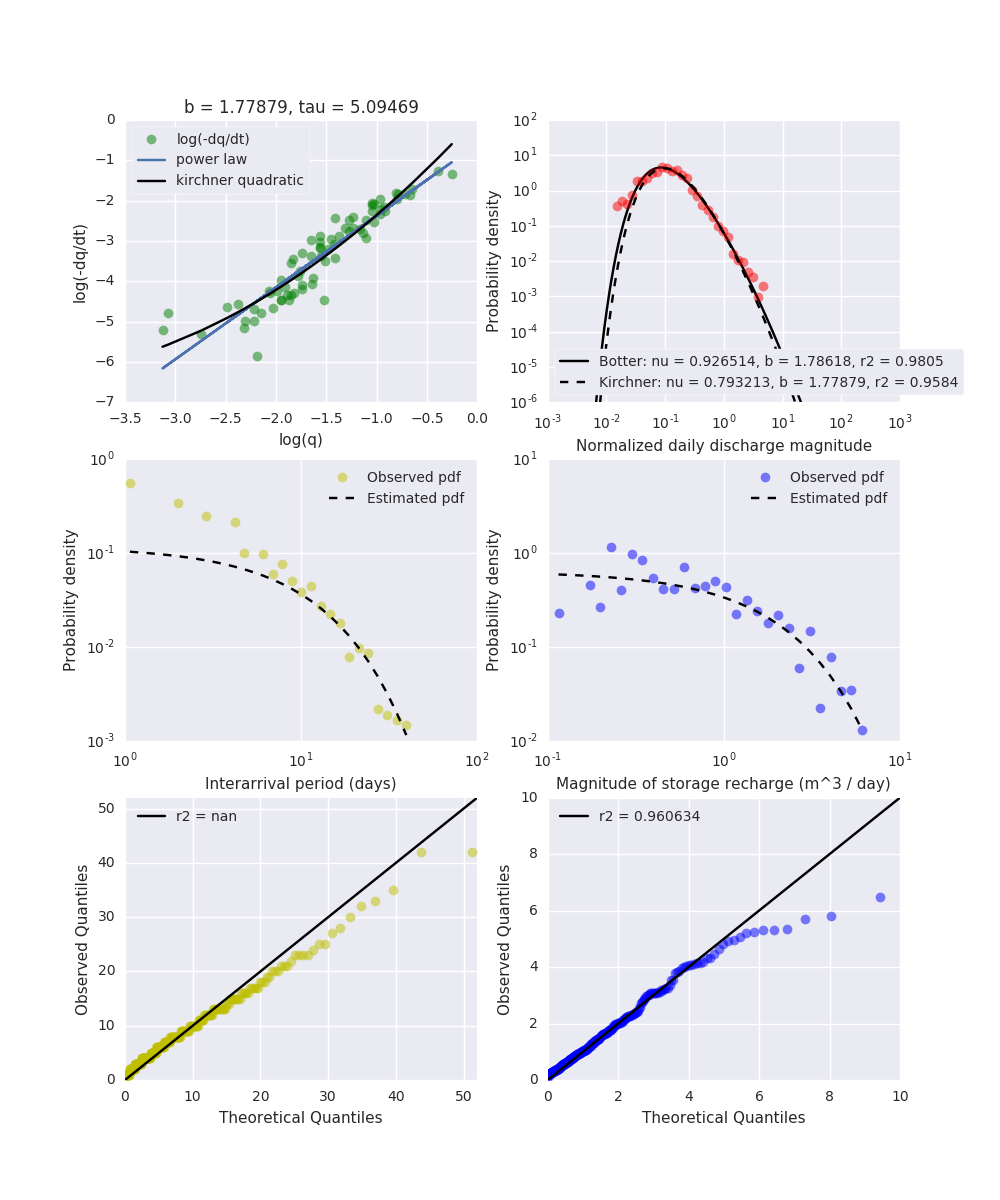 b = 1.77879, tau = 5.09469
log(-dq/dt)
0
−1
−2
−3
−4
−5
−6
−7
log(-dq/dt)
power law
kirchner quadratic
−3.5 −3.0 −2.5 −2.0 −1.5 −1.0 −0.5 0.0
log(q)
Probability density
10^2
10^1
10^0
10^-1
10^-2
10^-3
10^-4
10^-5
10^-6
Botter: nu = 0.926514, b = 1.78618, r2 = 0.9805
Kirchner: nu = 0.793213, b = 1.77879, r2 = 0.9584
10^-3 10^-2 10^-1 10^0 10^1 10^2 10^3
Normalized daily discharge magnitude
Probability density
10^0
10^-1
10^-2
10^-3
Observed pdf
Estimated pdf
10^0 10^1 10^2
Interarrival period (days)
Probability density
10^1
10^0
10^-1
10^-2
Observed pdf
Estimated pdf
10^-1 10^0 10^1
Magnitude of storage recharge (m^3 / day)
Observed Quantiles
50
40
30
20
10
0
r2 = nan
0 10 20 30 40 50
Theoretical Quantiles
Observed Quantiles
10
8
6
4
2
0
r2 = 0.960634
0 2 4 6 8 10
Theoretical Quantiles